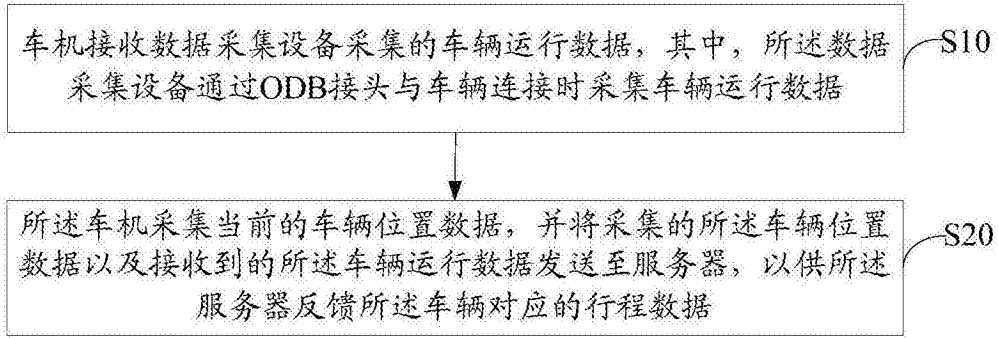 车机接收数据采集设备采集的车辆运行数据，其中，所述数据
采集设备通过ODB接头与车辆连接时采集车辆运行数据
S10
所述车机采集当前的车辆位置数据，并将采集的所述车辆位置
数据以及接收到的所述车辆运行数据发送至服务器，以供所述
服务器反馈所述车辆对应的行程数据
S20